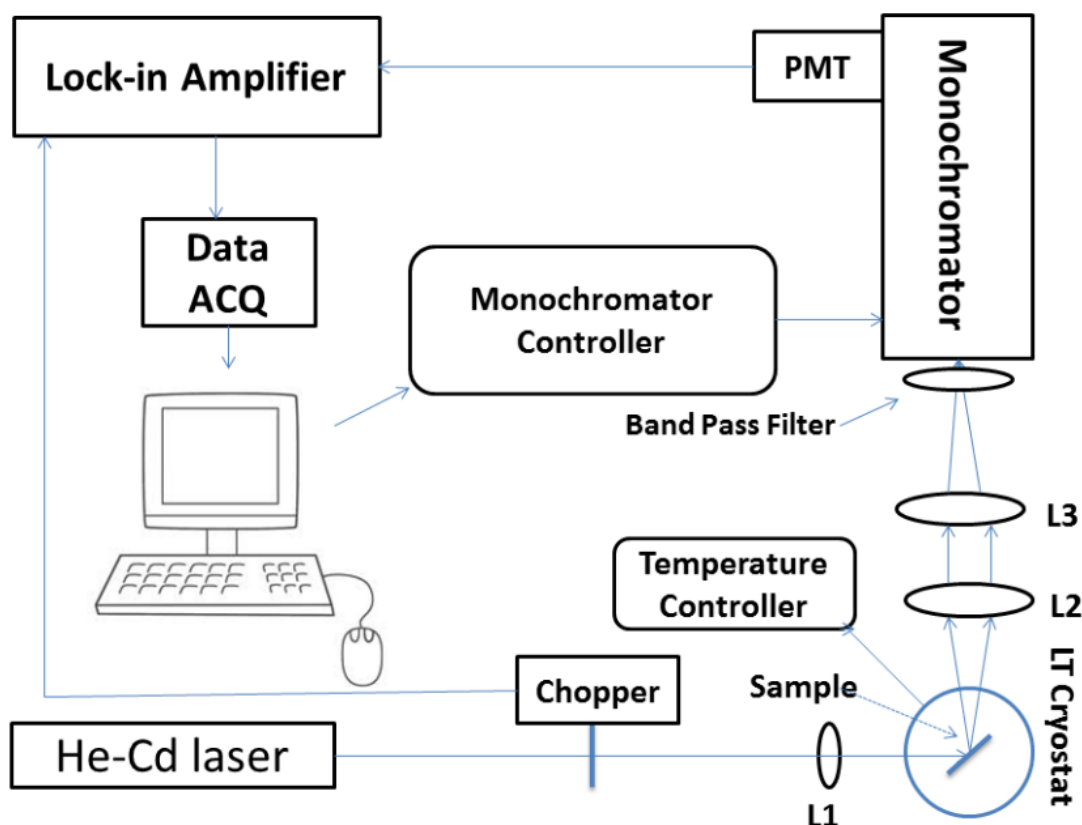 Lock-in Amplifier
PMT
Monochromator
Data
ACQ
Monochromator
Controller
Band Pass Filter
L3
Temperature
Controller
L2
LT Cryostat
Sample
Chopper
He-Cd laser
L1